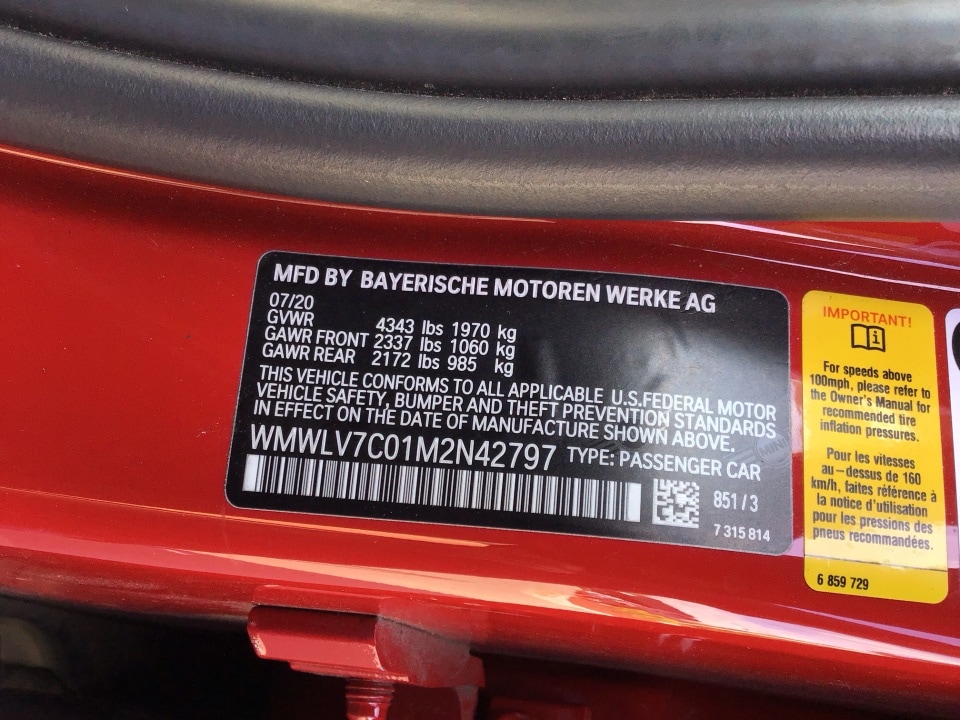 MFD BY BAYERISCHE MOTOREN WERKE AG
07/20
GVWR 4343 lbs 1970 kg
GAWR FRONT 2337 lbs 1060 kg
GAWR REAR 2172 lbs 985 kg
THIS VEHICLE CONFORMS TO ALL APPLICABLE U.S.FEDERAL MOTOR
VEHICLE SAFETY, BUMPER AND THEFT PREVENTION STANDARDS
IN EFFECT ON THE DATE OF MANUFACTURE SHOWN ABOVE.
WMWLV7C01M2N42797 TYPE: PASSENGER CAR
851/3
7 315 814
IMPORTANT!
For speeds above
100mph, please refer to
the Owner's Manual for
recommended tire
inflation pressures.
Pour les vitesses
au-dessus de 160
km/h, faites référence à
la notice d'utilisation
pour les pressions des
pneus recommandées.
6 859 729